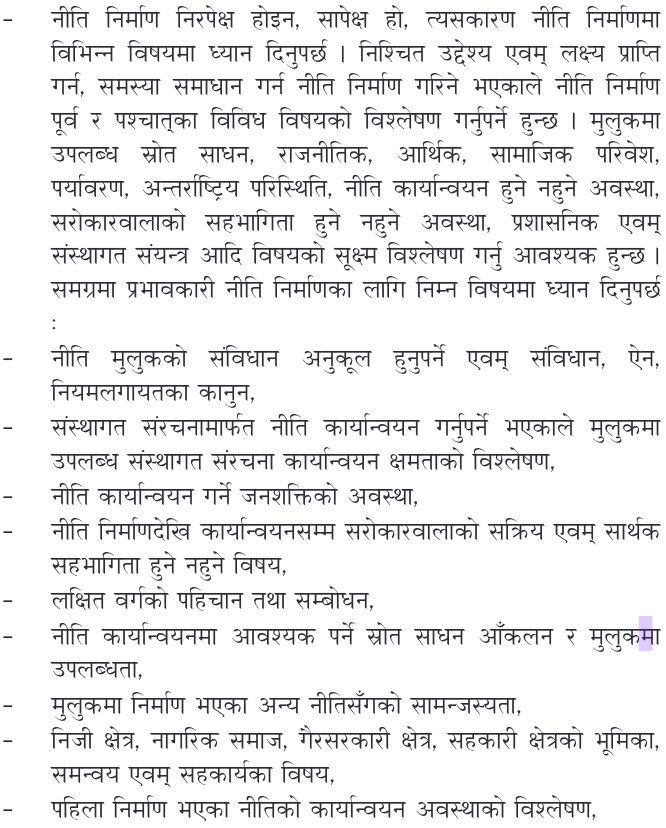 – नीति निर्माण निरपेक्ष होइन, सापेक्ष हो, त्यसकारण नीति निर्माणमा
विभिन्न विषयमा ध्यान दिनुपर्छ । निश्चित उद्देश्य एवम् लक्ष्य प्राप्ति
गर्न, समस्या समाधान गर्न नीति निर्माण गरिने भएकाले नीति निर्माण
पूर्व र पश्चात्का विविध विषयको विश्लेषण गर्नुपर्ने हुन्छ । मुलुकमा
उपलब्ध स्रोत साधन, राजनीतिक, आर्थिक, सामाजिक परिवेश,
पर्यावरण, अन्तर्राष्ट्रिय परिस्थिति, नीति कार्यान्वयन हुने नहुने अवस्था,
सरोकारवालाको सहभागिता हुने नहुने अवस्था, प्रशासनिक एवम्
संस्थागत संयन्त्र आदि विषयको सूक्ष्म विश्लेषण गर्नु आवश्यक हुन्छ ।
समग्रमा प्रभावकारी नीति निर्माणका लागि निम्न विषयमा ध्यान दिनुपर्छ
:
– नीति मुलुकको संविधान अनुकूल हुनुपर्ने एवम् संविधान, ऐन,
नियमलगायतका कानुन,
– संस्थागत संरचनामार्फत नीति कार्यान्वयन गर्नुपर्ने भएकाले मुलुकमा
उपलब्ध संस्थागत संरचना कार्यान्वयन क्षमताको विश्लेषण,
– नीति कार्यान्वयन गर्ने जनशक्तिको अवस्था,
– नीति निर्माणदेखि कार्यान्वयनसम्म सरोकारवालाको सक्रिय एवम् सार्थक
सहभागिता हुने नहुने विषय,
– लक्षित वर्गको पहिचान तथा सम्बोधन,
– नीति कार्यान्वयनमा आवश्यक पर्ने स्रोत साधन आँकलन र मुलुकमा
उपलब्धता,
– मुलुकमा निर्माण भएका अन्य नीतिसँगको सामन्जस्यता,
– निजी क्षेत्र, नागरिक समाज, गैरसरकारी क्षेत्र, सहकारी क्षेत्रको भूमिका,
समन्वय एवम् सहकार्यका विषय,
– पहिला निर्माण भएका नीतिको कार्यान्वयन अवस्थाको विश्लेषण,